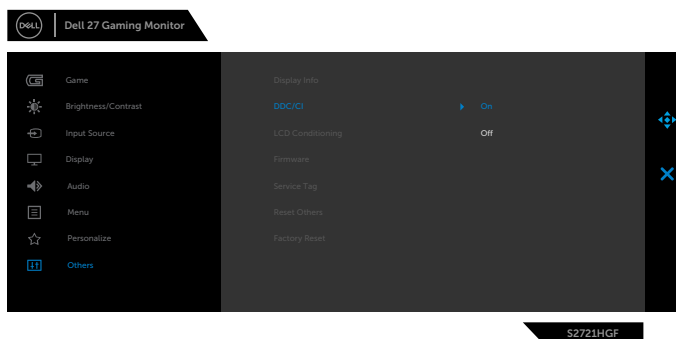 DELL
Dell 27 Gaming Monitor
Game
Display Info
Brightness/Contrast
DDC/CI
On
Input Source
LCD Conditioning
Off
Display
Firmware
Audio
Service Tag
Menu
Reset Others
Personalize
Factory Reset
Others
S2721HGF